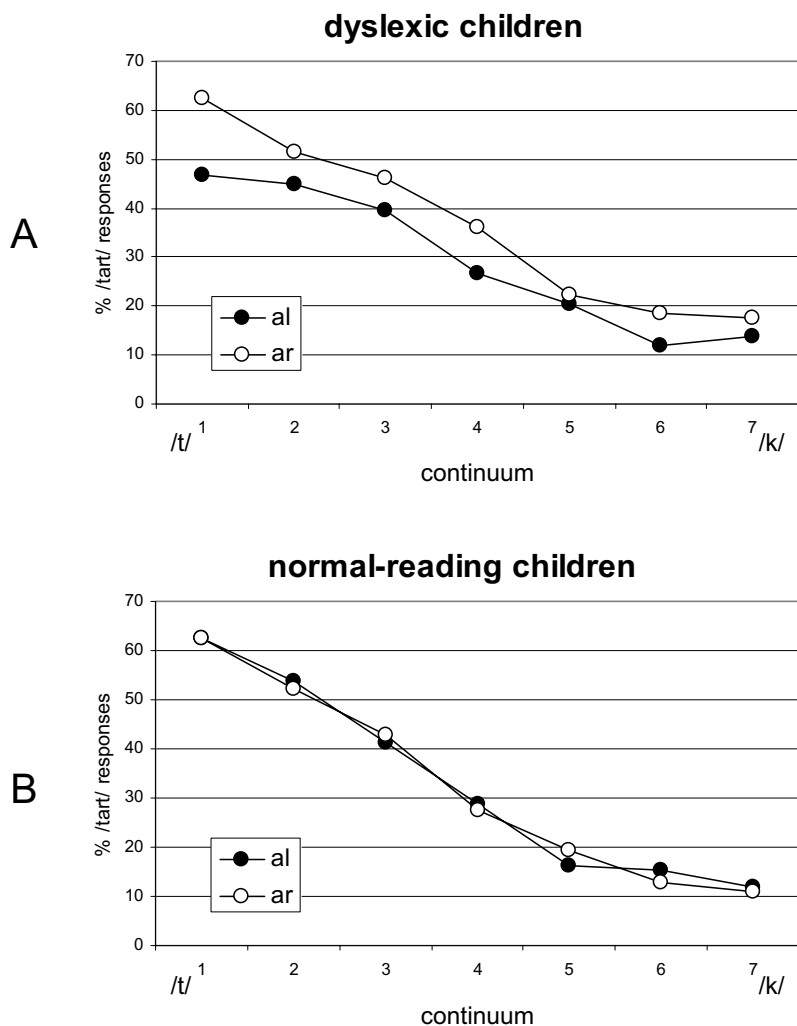 dyslexic children
A
% /tart/ responses
70
60
50
40
30
20
10
0
al
ar
/t/ 1 2 3 4 5 6 7 /k/
continuum
normal-reading children
B
% /tart/ responses
70
60
50
40
30
20
10
0
al
ar
/t/ 1 2 3 4 5 6 7 /k/
continuum